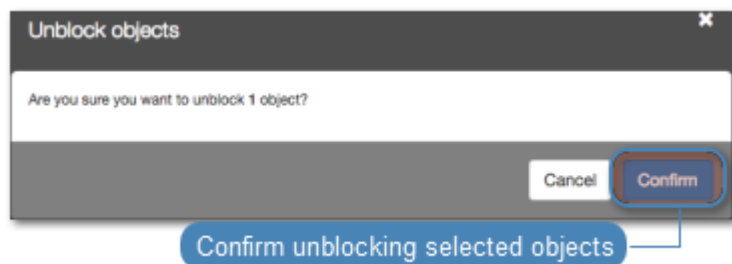 Unblock objects
Are you sure you want to unblock 1 object?
Cancel Confirm
Confirm unblocking selected objects